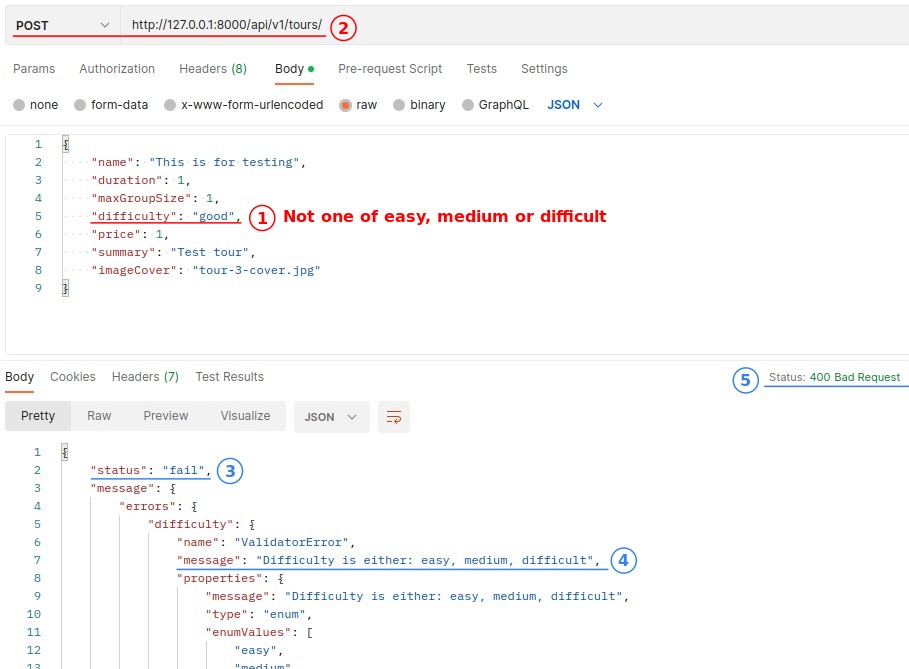 POST http://127.0.0.1:8000/api/v1/tours/ 2
Params Authorization Headers (8) Body Pre-request Script Tests Settings
none form-data x-www-form-urlencoded raw binary GraphQL JSON
1 {
2 "name": "This is for testing",
3 "duration": 1,
4 "maxGroupSize": 1,
5 "difficulty": "good", 1 Not one of easy, medium or difficult
6 "price": 1,
7 "summary": "Test tour",
8 "imageCover": "tour-3-cover.jpg"
9 }
Body Cookies Headers (7) Test Results 5 Status: 400 Bad Request
Pretty Raw Preview Visualize JSON
1 {
2 "status": "fail", 3
3 "message": {
4 "errors": {
5 "difficulty": {
6 "name": "ValidatorError",
7 "message": "Difficulty is either: easy, medium, difficult", 4
8 "properties": {
9 "message": "Difficulty is either: easy, medium, difficult",
10 "type": "enum",
11 "enumValues": [
12 "easy",
13 "medium"